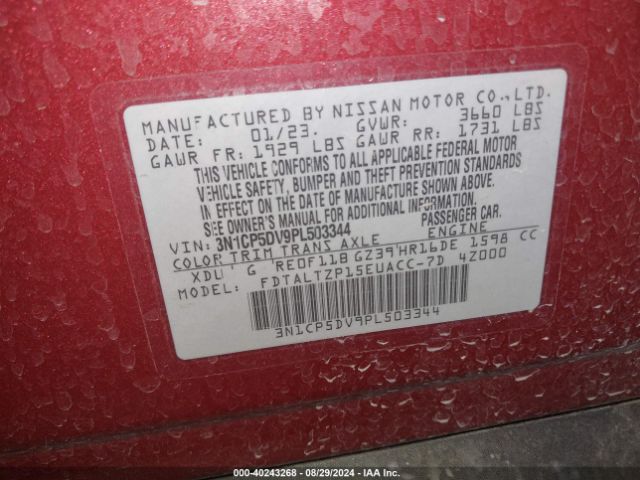 MANUFACTURED BY NISSAN MOTOR CO.,LTD.
DATE: 01/23. GVWR: 3660 LBS
GAWR FR: 1929 LBS GAWR RR: 1731 LBS
THIS VEHICLE CONFORMS TO ALL APPLICABLE FEDERAL MOTOR
VEHICLE SAFETY, BUMPER AND THEFT PREVENTION STANDARDS
IN EFFECT ON THE DATE OF MANUFACTURE SHOWN ABOVE.
SEE OWNER'S MANUAL FOR ADDITIONAL INFORMATION.
VIN: 3N1CP5DV9PL503344 PASSENGER CAR.
COLOR TRIM TRANS AXLE ENGINE
XDU G RE0F11B GZ39 HR16DE 1598 CC
MODEL: FDTALTZP15EUACC-7D 4Z000
3N1CP5DV9PL503344
000-40243268 • 08/29/2024 • IAA Inc.